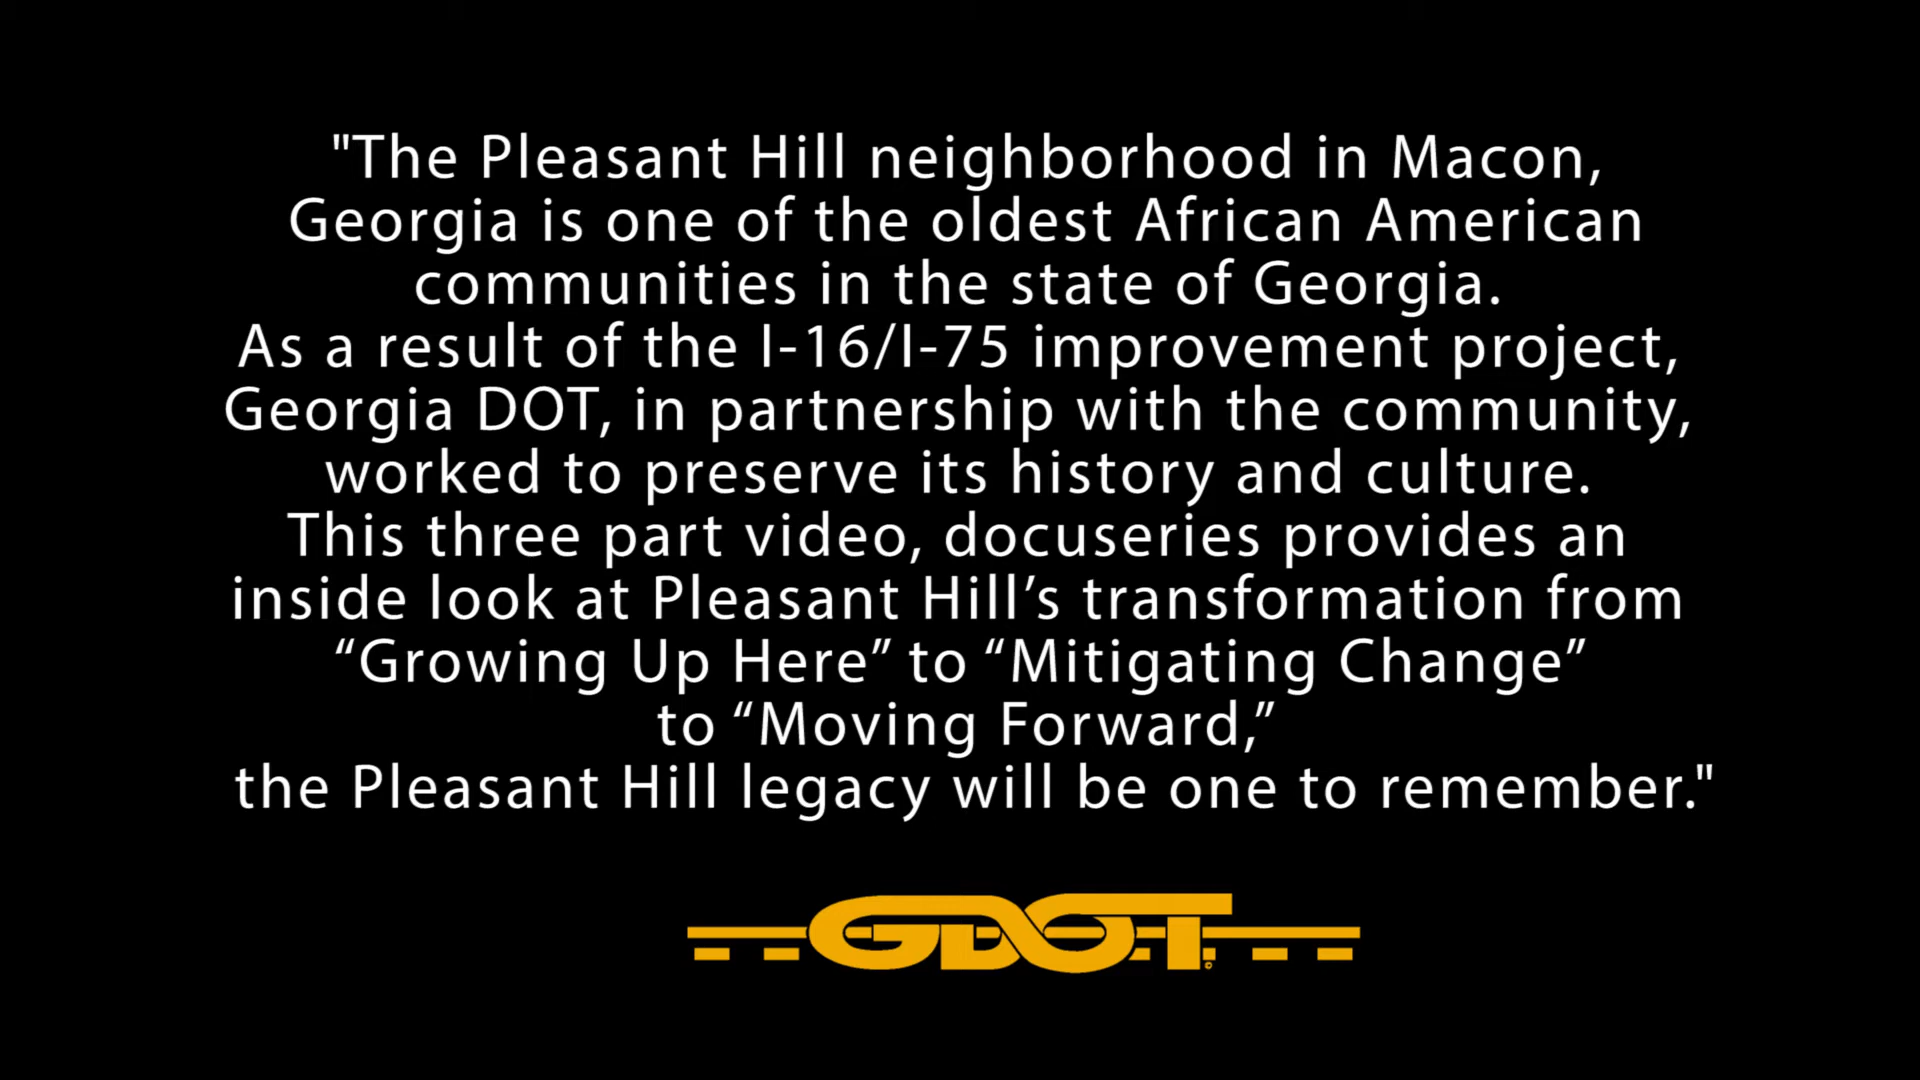 "The Pleasant Hill neighborhood in Macon,
Georgia is one of the oldest African American
communities in the state of Georgia.
As a result of the I-16/I-75 improvement project,
Georgia DOT, in partnership with the community,
worked to preserve its history and culture.
This three part video, docuseries provides an
inside look at Pleasant Hill’s transformation from
“Growing Up Here” to “Mitigating Change”
to “Moving Forward,”
the Pleasant Hill legacy will be one to remember."
GDOT